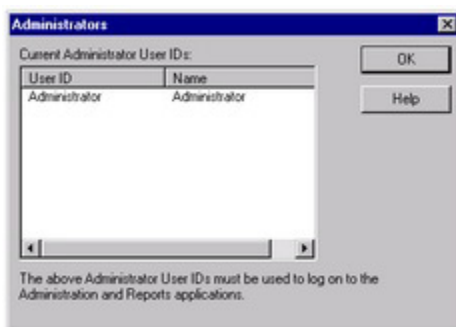 Administrators
Current Administrator User IDs:
OK
User ID Name
Administrator Administrator
Help
The above Administrator User IDs must be used to log on to the
Administration and Reports applications.